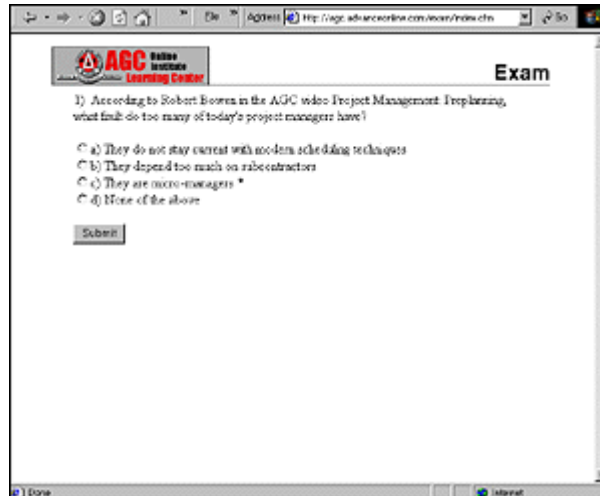 Address http://agc.advanceonline.com/exam/index.cfm Go
AGC Online Institute
Learning Center
Exam
1) According to Robert Bowen in the AGC video Project Management: Preplanning,
what fault do too many of today's project managers have?
a) They do not stay current with modern scheduling techniques
b) They depend too much on subcontractors
c) They are micro-managers *
d) None of the above
Submit
Done Internet